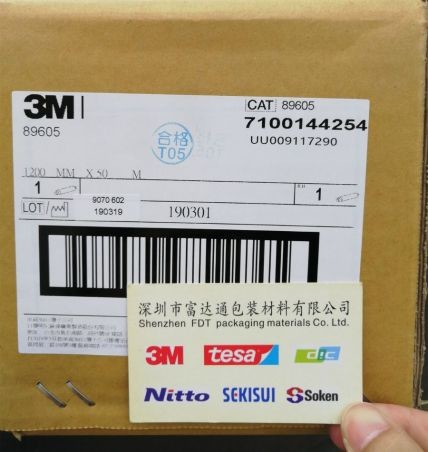 3M
89605
CAT 89605
7100144254
UU009117290
合格
T05
1200 MM X 50 M
1
1
LOT/
9070 602
190319
190301
深圳市富达通包装材料有限公司
Shenzhen FDT packaging materials Co. Ltd.
3M tesa dic
Nitto SEKISUI Soken